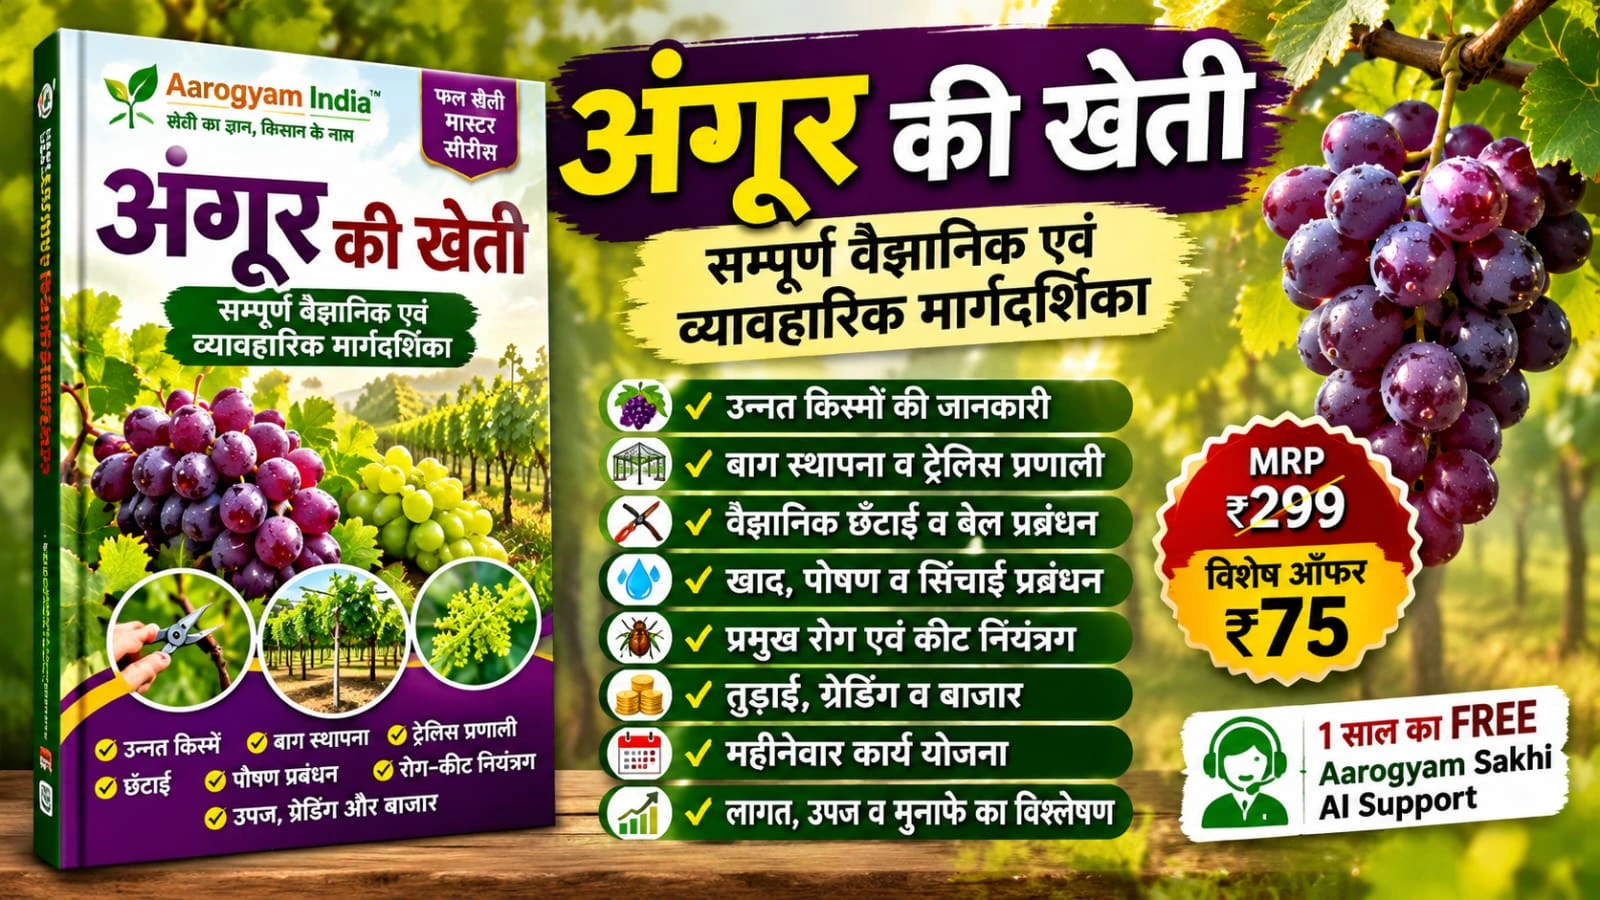 Aarogyam India™
खेती का ज्ञान, किसान के नाम
फल खेती
मास्टर
सीरीस
अंगूर की खेती
सम्पूर्ण वैज्ञानिक एवं
व्यावहारिक मार्गदर्शिका
उन्नत किस्में
बाग स्थापना
ट्रेलिस प्रणाली
छँटाई
पौषण प्रबंधन
रोग-कीट नियंत्रग
उपज, ग्रेडिंग और बाजार
अंगूर की खेती
सम्पूर्ण वैज्ञानिक एवं
व्यावहारिक मार्गदर्शिका
उन्नत किस्मों की जानकारी
बाग स्थापना व ट्रेलिस प्रणाली
वैज्ञानिक छँटाई व बेल प्रबंधन
खाद, पोषण व सिंचाई प्रबंधन
प्रमुख रोग एवं कीट नियंत्रग
तुड़ाई, ग्रेडिंग व बाजार
महीनेवार कार्य योजना
लागत, उपज व मुनाफे का विश्लेषण
MRP
₹299
विशेष ऑफर
₹75
1 साल का FREE
Aarogyam Sakhi
AI Support